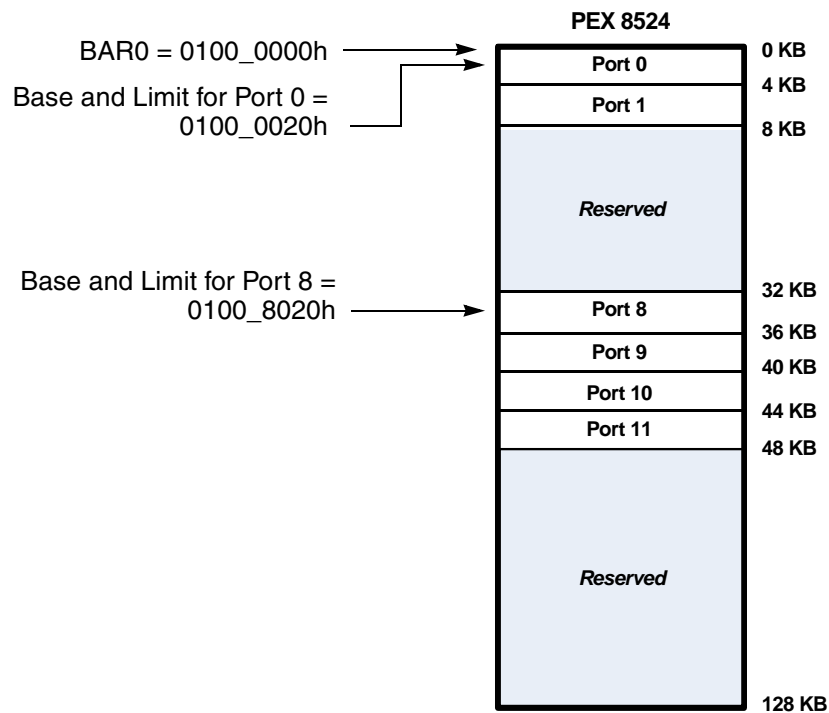 PEX 8524
BAR0 = 0100_0000h
Base and Limit for Port 0 =
0100_0020h
Base and Limit for Port 8 =
0100_8020h
Port 0
Port 1
Reserved
Port 8
Port 9
Port 10
Port 11
Reserved
0 KB
4 KB
8 KB
32 KB
36 KB
40 KB
44 KB
48 KB
128 KB